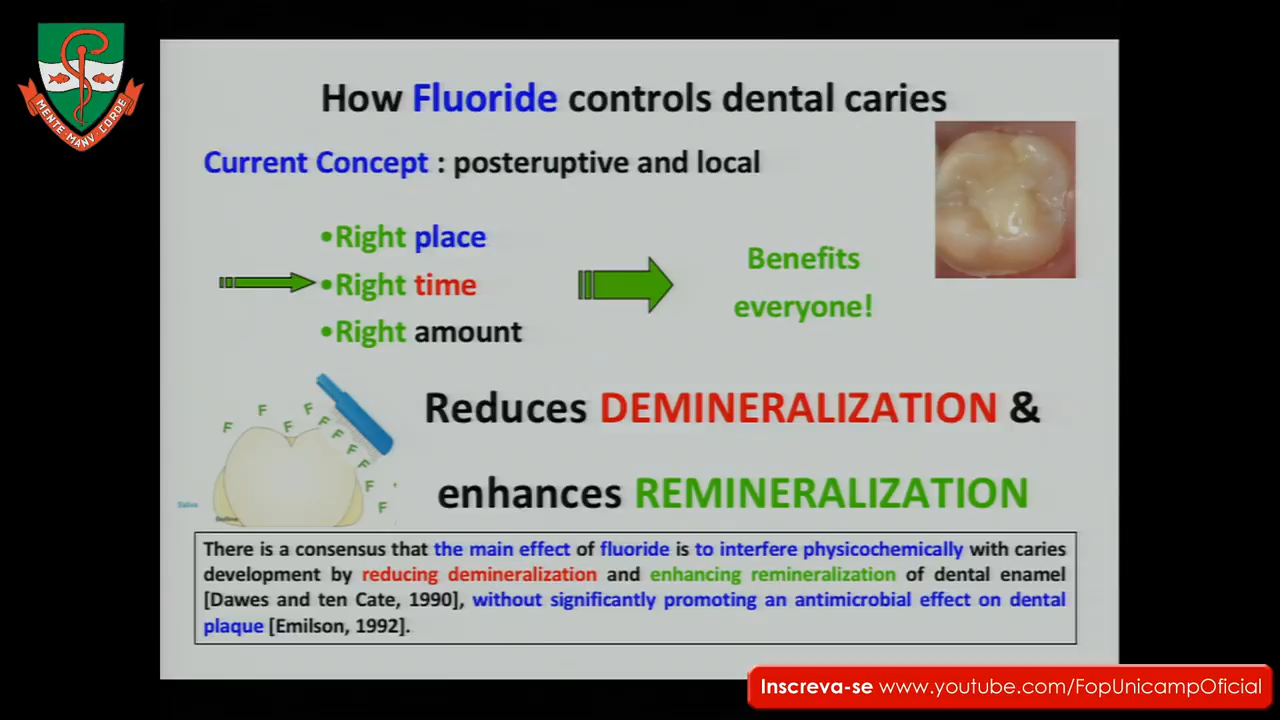 MENTE MANV CORDE
How Fluoride controls dental caries
Current Concept : posteruptive and local
•Right place
•Right time
•Right amount
Benefits
everyone!
F F F F F F F F F F
Reduces DEMINERALIZATION &
enhances REMINERALIZATION
Saliva
There is a consensus that the main effect of fluoride is to interfere physicochemically with caries
development by reducing demineralization and enhancing remineralization of dental enamel
[Dawes and ten Cate, 1990], without significantly promoting an antimicrobial effect on dental
plaque [Emilson, 1992].
Inscreva-se www.youtube.com/FopUnicampOficial